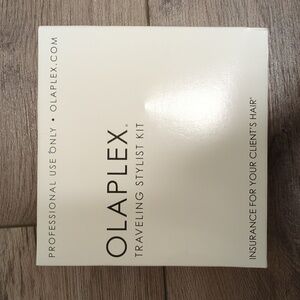 PROFESSIONAL USE ONLY • OLAPLEX.COM
OLAPLEX.
TRAVELING STYLIST KIT
INSURANCE FOR YOUR CLIENT'S HAIR®